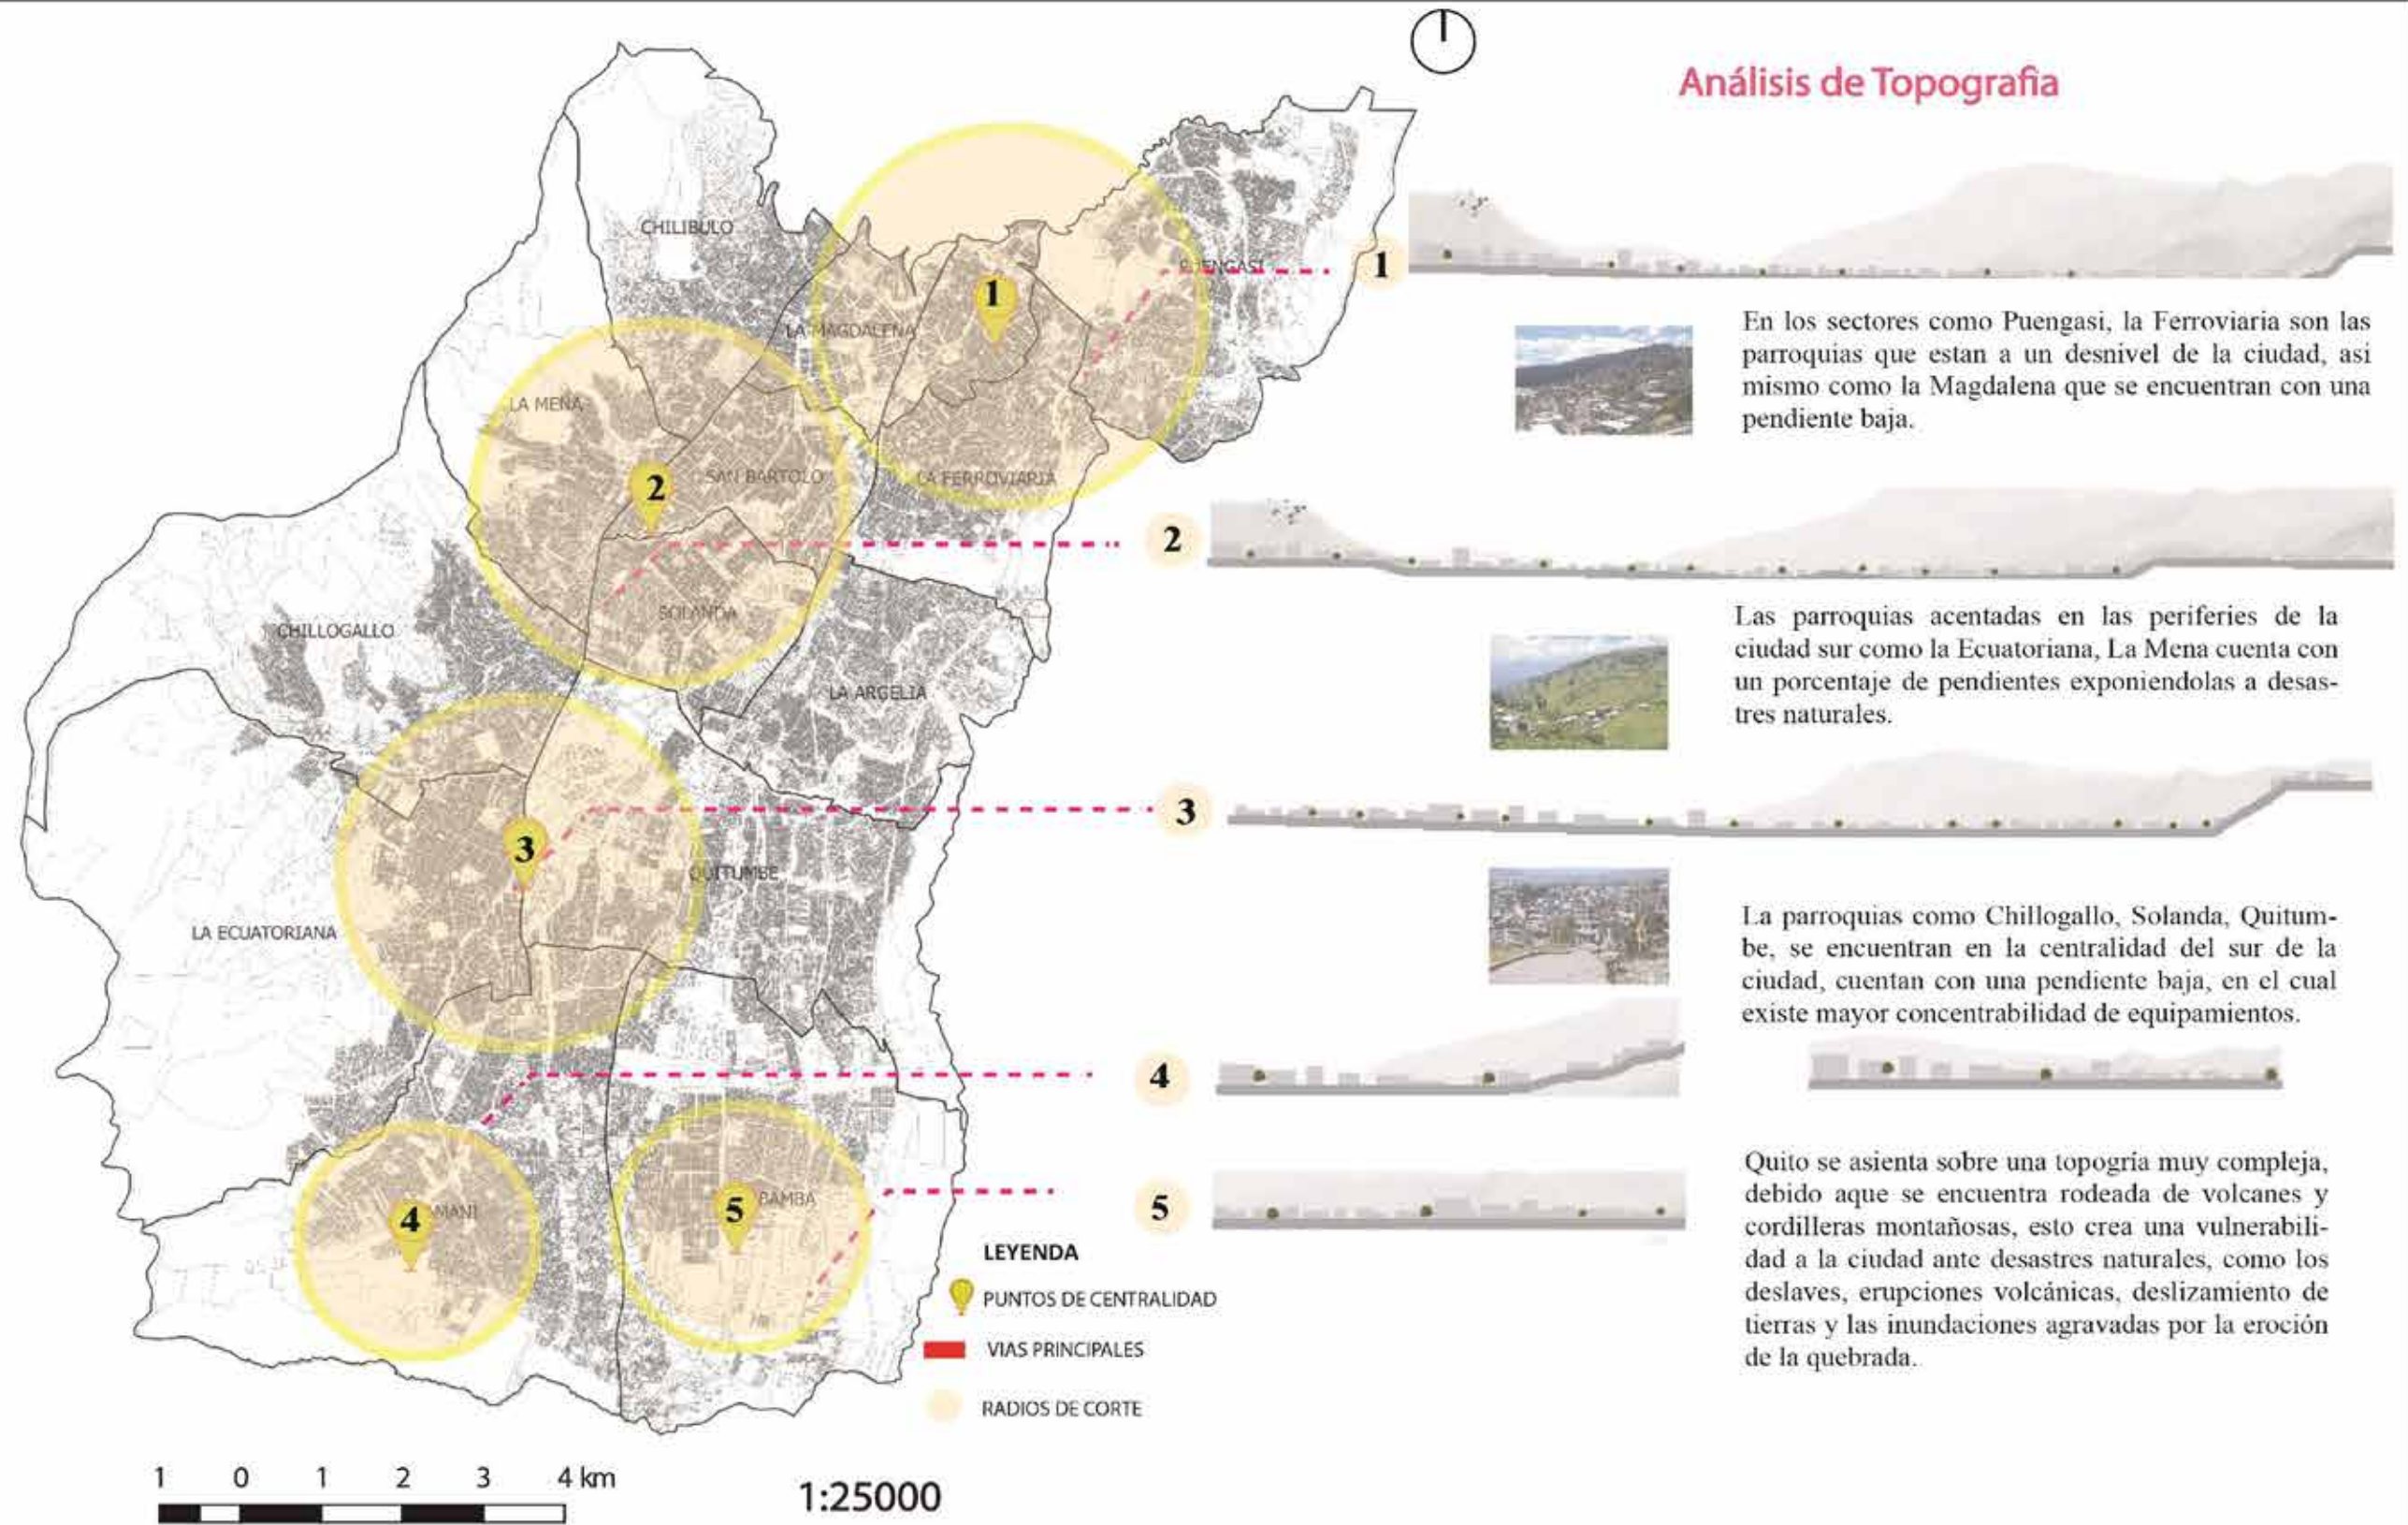 Análisis de Topografia
CHILIBULO
PUENGASI
LA MAGDALENA
1
LA MENA
SAN BARTOLO
LA FERROVIARIA
2
SOLANDA
CHILLOGALLO
LA ARGELIA
3
QUITUMBE
LA ECUATORIANA
4
MANI
5
BAMBA
1
En los sectores como Puengasi, la Ferroviaria son las
parroquias que estan a un desnivel de la ciudad, asi
mismo como la Magdalena que se encuentran con una
pendiente baja.
2
Las parroquias acentadas en las periferies de la
ciudad sur como la Ecuatoriana, La Mena cuenta con
un porcentaje de pendientes exponiendolas a desas-
tres naturales.
3
La parroquias como Chillogallo, Solanda, Quitum-
be, se encuentran en la centralidad del sur de la
ciudad, cuentan con una pendiente baja, en el cual
existe mayor concentrabilidad de equipamientos.
4
5
Quito se asienta sobre una topogría muy compleja,
debido aque se encuentra rodeada de volcanes y
cordilleras montañosas, esto crea una vulnerabili-
dad a la ciudad ante desastres naturales, como los
deslaves, erupciones volcánicas, deslizamiento de
tierras y las inundaciones agravadas por la eroción
de la quebrada.
LEYENDA
PUNTOS DE CENTRALIDAD
VIAS PRINCIPALES
RADIOS DE CORTE
1 0 1 2 3 4 km
1:25000